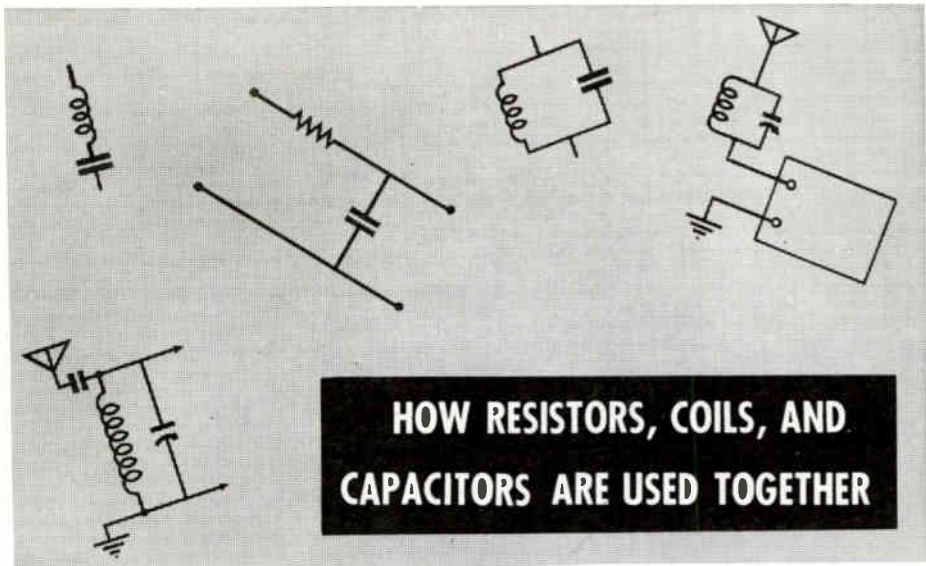 HOW RESISTORS, COILS, AND
CAPACITORS ARE USED TOGETHER